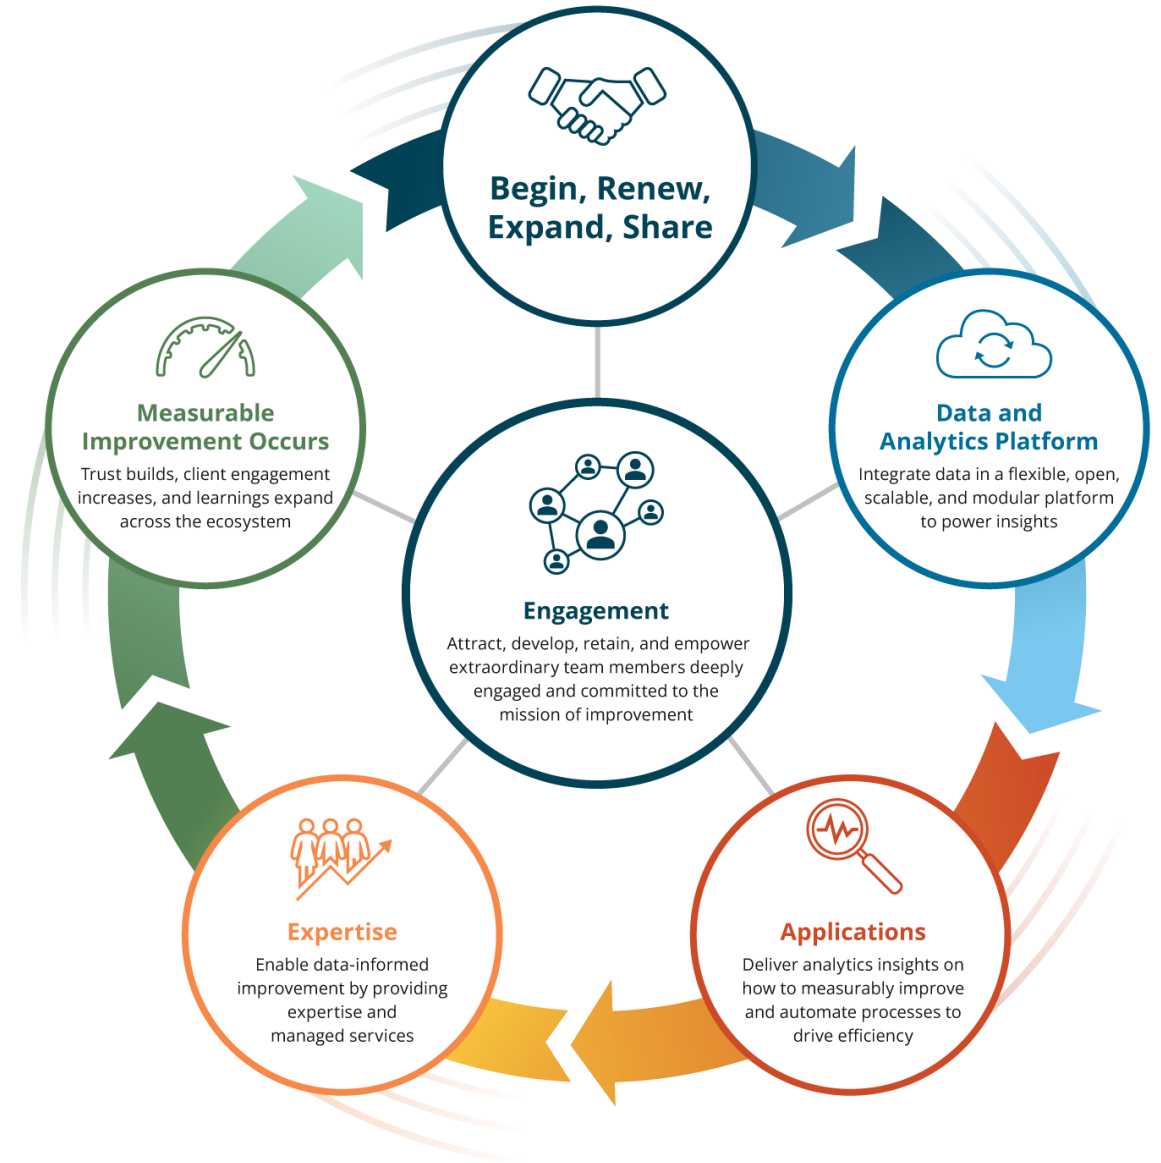 Begin, Renew,
Expand, Share
Data and
Analytics Platform
Integrate data in a flexible, open,
scalable, and modular platform
to power insights
Applications
Deliver analytics insights on
how to measurably improve
and automate processes to
drive efficiency
Expertise
Enable data-informed
improvement by providing
expertise and
managed services
Measurable
Improvement Occurs
Trust builds, client engagement
increases, and learnings expand
across the ecosystem
Engagement
Attract, develop, retain, and empower
extraordinary team members deeply
engaged and committed to the
mission of improvement